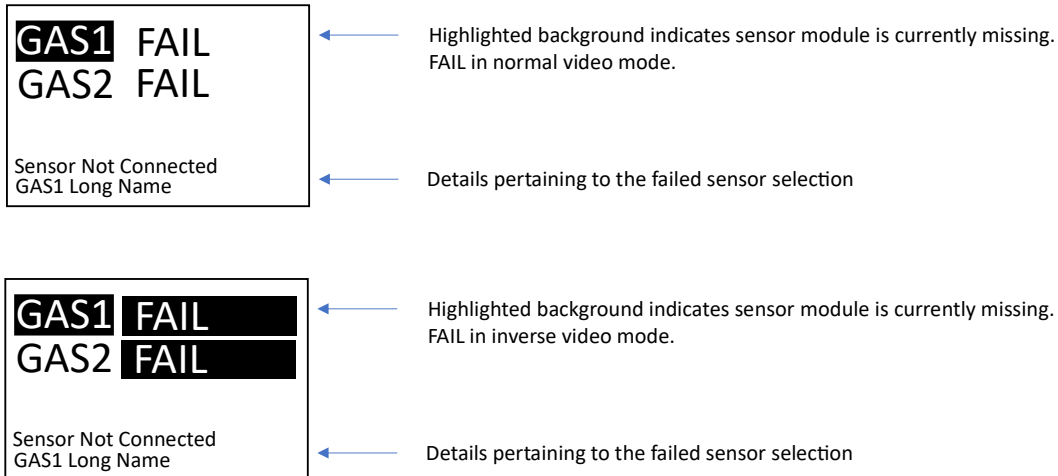 GAS1 FAIL
GAS2 FAIL
Sensor Not Connected
GAS1 Long Name
Highlighted background indicates sensor module is currently missing.
FAIL in normal video mode.
Details pertaining to the failed sensor selection
GAS1 FAIL
GAS2 FAIL
Sensor Not Connected
GAS1 Long Name
Highlighted background indicates sensor module is currently missing.
FAIL in inverse video mode.
Details pertaining to the failed sensor selection